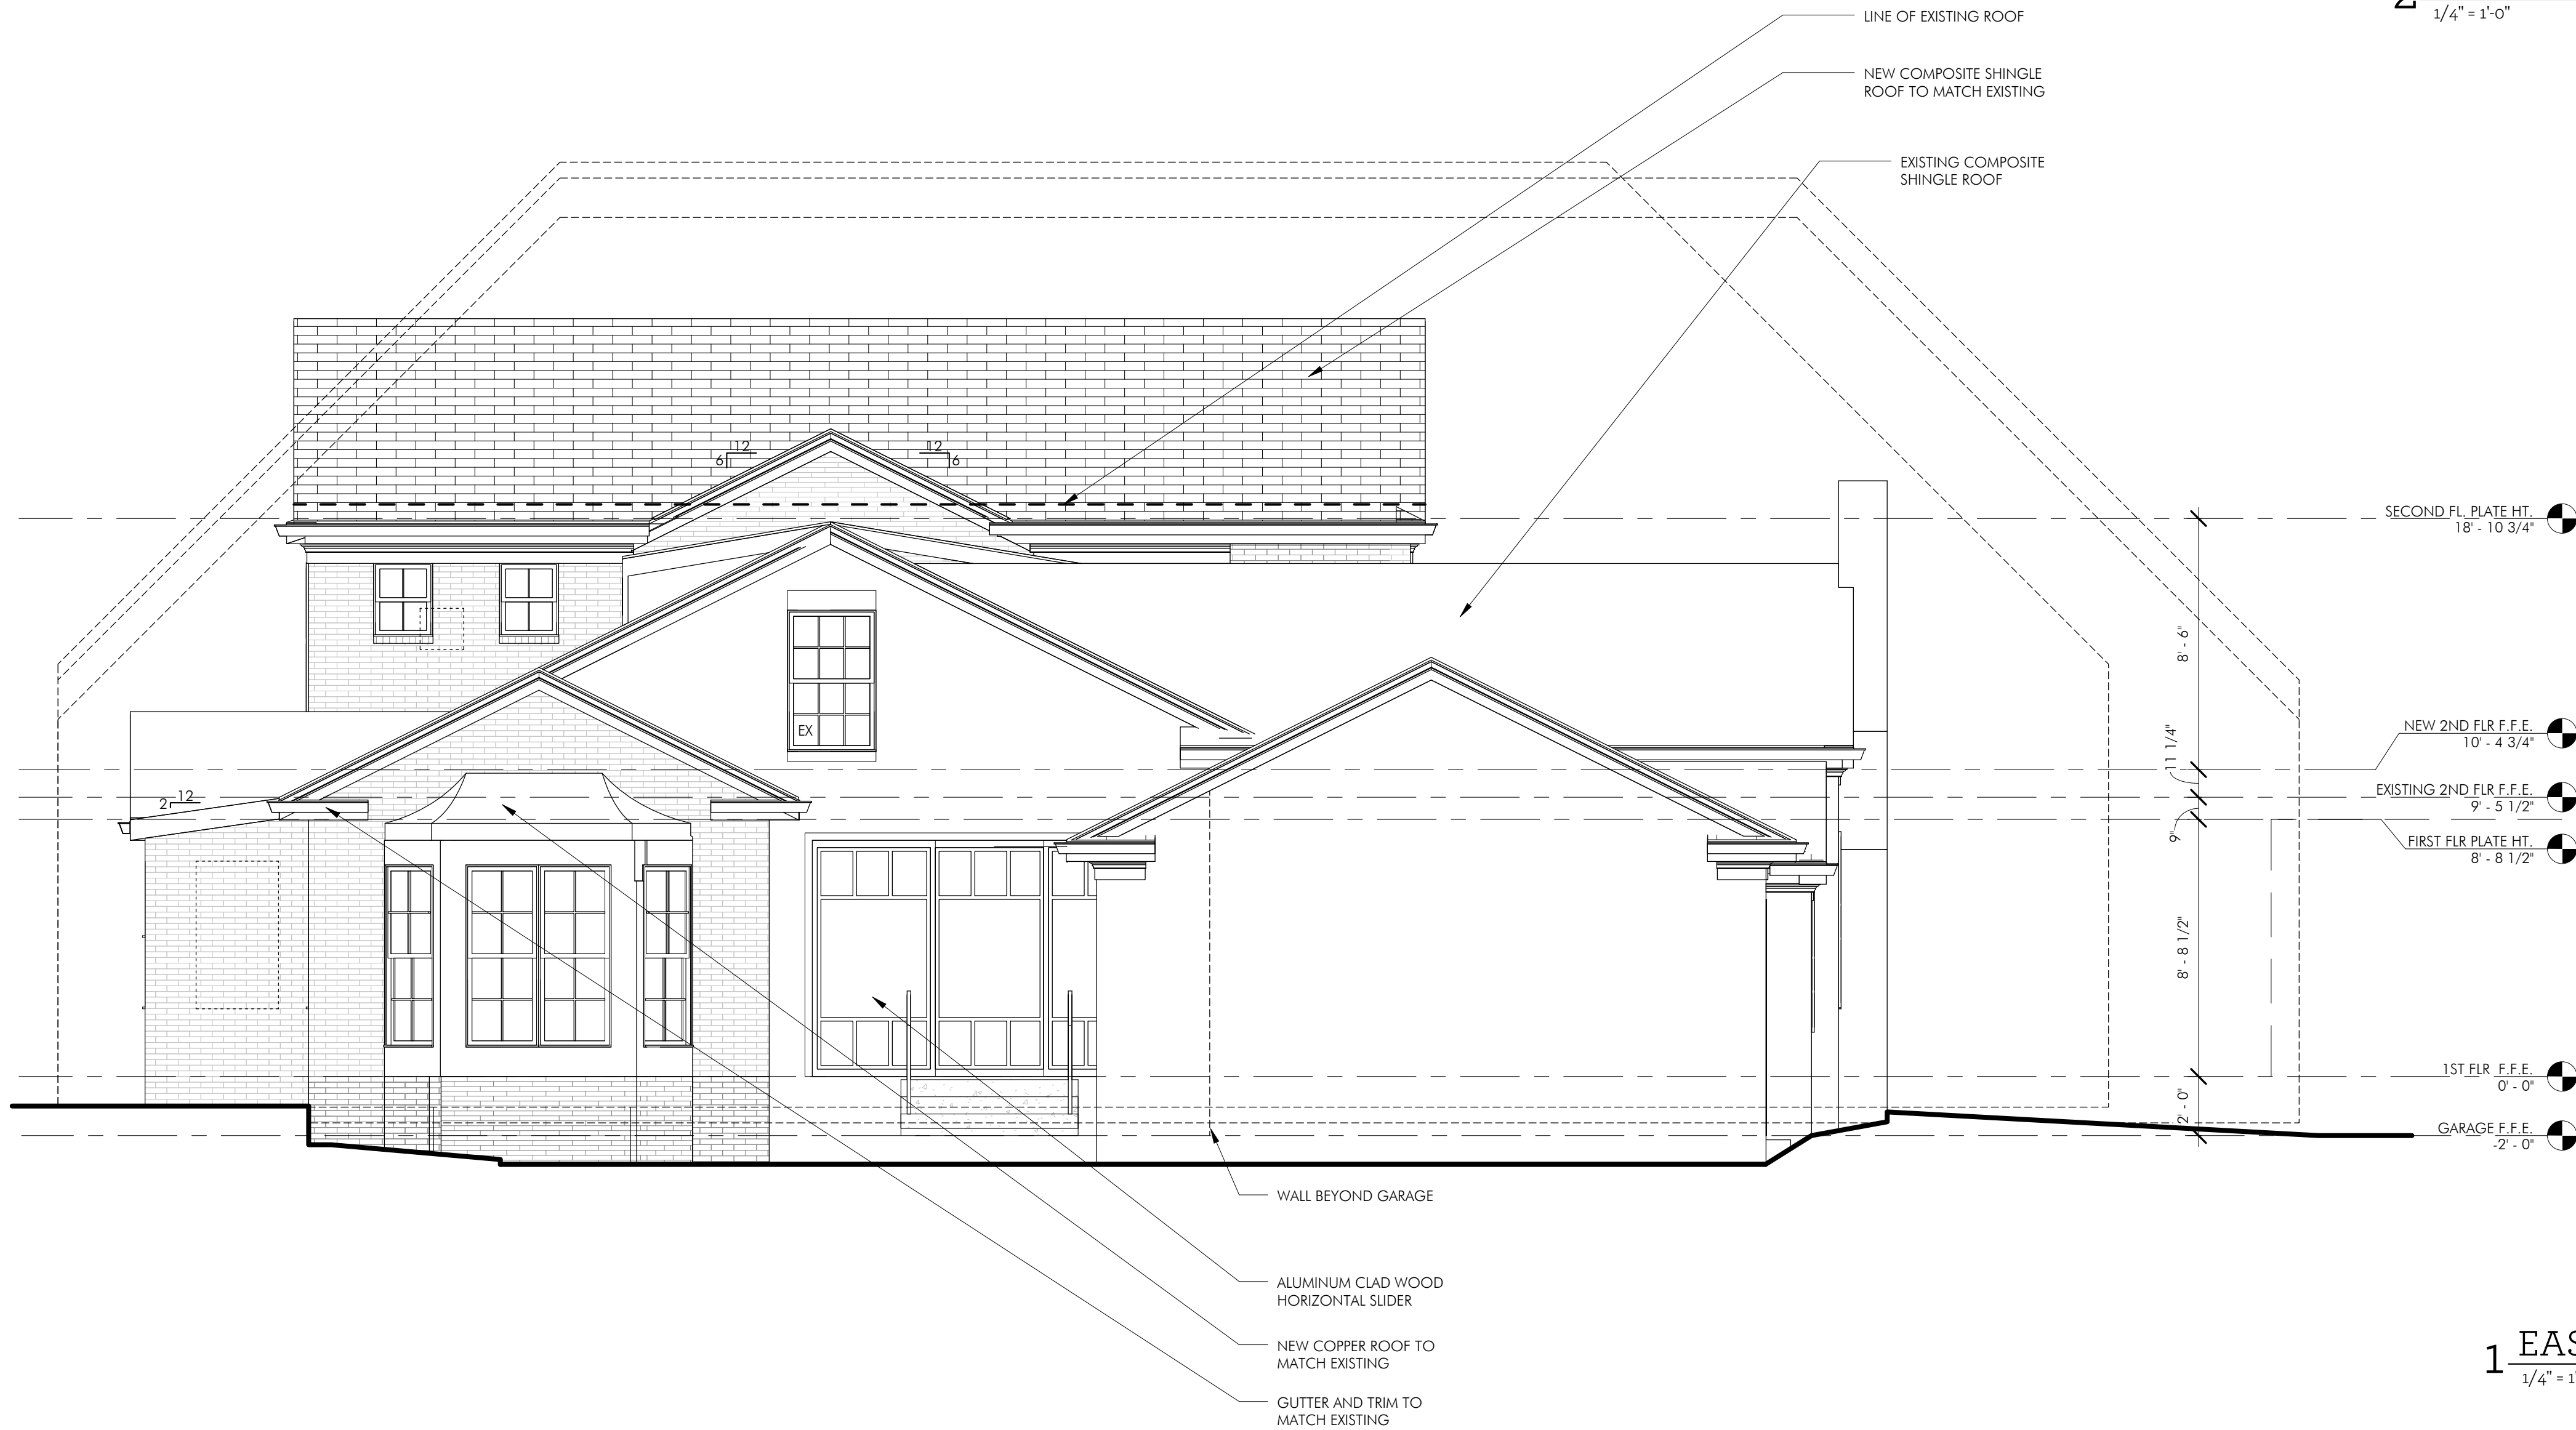 1/4" = 1'-0"
LINE OF EXISTING ROOF
NEW COMPOSITE SHINGLE
ROOF TO MATCH EXISTING
EXISTING COMPOSITE
SHINGLE ROOF
12
6
12
6
SECOND FL. PLATE HT.
18' - 10 3/4"
8' - 6"
EX
NEW 2ND FLR F.F.E.
10' - 4 3/4"
11 1/4"
EXISTING 2ND FLR F.F.E.
9' - 5 1/2"
12
2
9"
FIRST FLR PLATE HT.
8' - 8 1/2"
8' - 8 1/2"
1ST FLR F.F.E.
0' - 0"
2' - 0"
GARAGE F.F.E.
-2' - 0"
WALL BEYOND GARAGE
ALUMINUM CLAD WOOD
HORIZONTAL SLIDER
NEW COPPER ROOF TO
MATCH EXISTING
GUTTER AND TRIM TO
MATCH EXISTING
1 EAS
1/4" = 1'